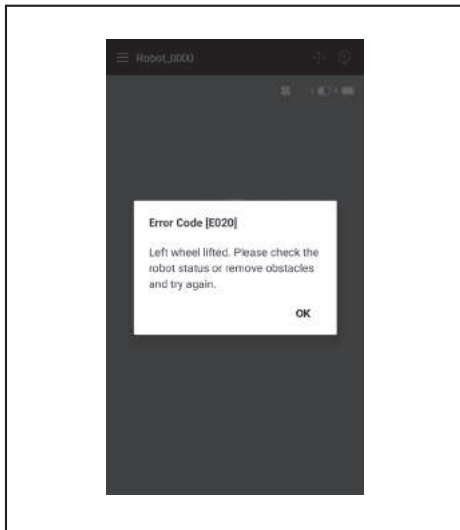 Robot_0000
Error Code [E020]
Left wheel lifted. Please check the
robot status or remove obstacles
and try again.
OK